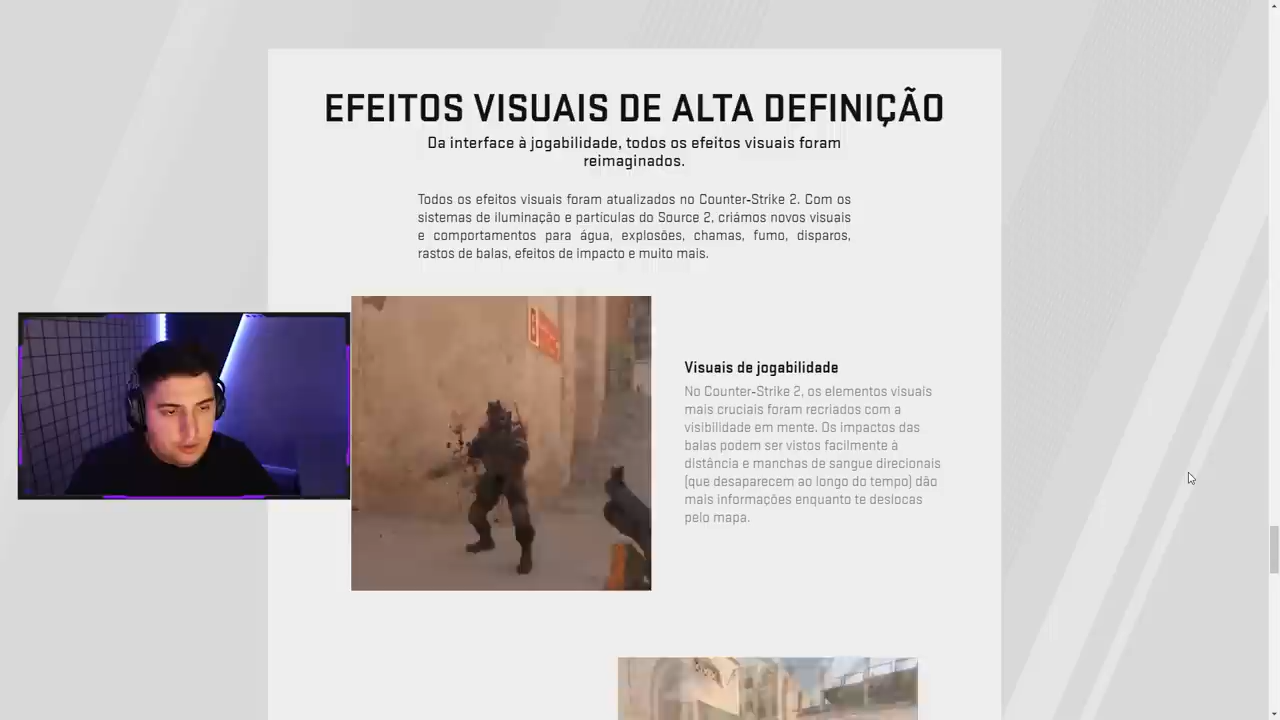 EFEITOS VISUAIS DE ALTA DEFINIÇÃO
Da interface à jogabilidade, todos os efeitos visuais foram
reimaginados.
Todos os efeitos visuais foram atualizados no Counter-Strike 2. Com os
sistemas de iluminação e partículas do Source 2, criámos novos visuais
e comportamentos para água, explosões, chamas, fumo, disparos,
rastos de balas, efeitos de impacto e muito mais.
Visuais de jogabilidade
No Counter-Strike 2, os elementos visuais
mais cruciais foram recriados com a
visibilidade em mente. Os impactos das
balas podem ser vistos facilmente à
distância e manchas de sangue direcionais
(que desaparecem ao longo do tempo) dão
mais informações enquanto te deslocas
pelo mapa.